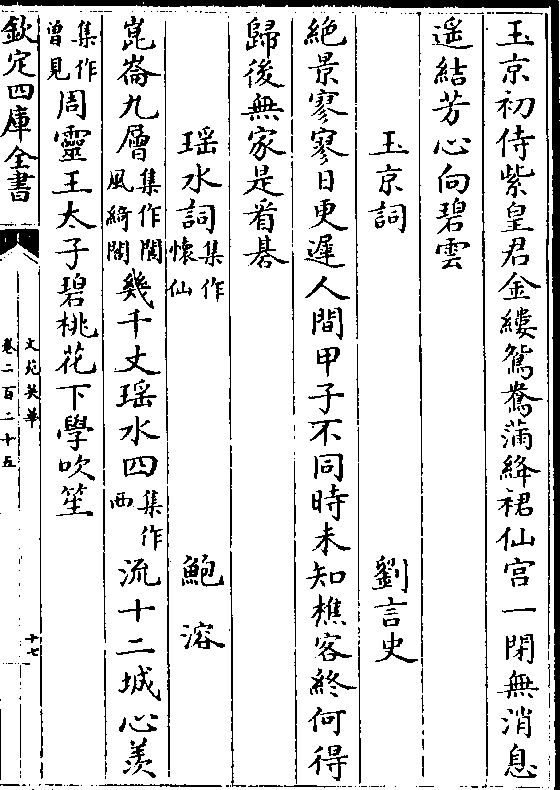 玉京初侍紫皇君金縷鴛鴦滿絳裙仙宫一閉無消息
遥結芳心向碧雲
玉京詞 劉言史
絶景寥寥日更遲人間甲子不同時未知樵客終何得
歸後無家是看碁
瑶水詞集作懷仙 鮑溶
崑崙九層集作閬風綺閣幾千丈瑶水四集作西流十二城心羨
集作曽見周靈王太子碧桃花下學吹笙
欽定四庫全書
文苑英華
卷二百二十五
十七